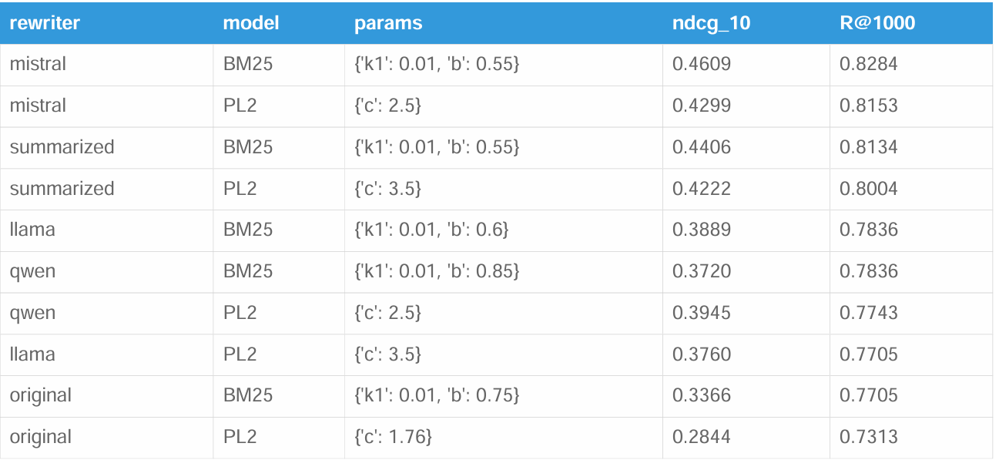 rewriter model params ndcg_10 R@1000
mistral BM25 {'k1': 0.01, 'b': 0.55} 0.4609 0.8284
mistral PL2 {'c': 2.5} 0.4299 0.8153
summarized BM25 {'k1': 0.01, 'b': 0.55} 0.4406 0.8134
summarized PL2 {'c': 3.5} 0.4222 0.8004
llama BM25 {'k1': 0.01, 'b': 0.6} 0.3889 0.7836
qwen BM25 {'k1': 0.01, 'b': 0.85} 0.3720 0.7836
qwen PL2 {'c': 2.5} 0.3945 0.7743
llama PL2 {'c': 3.5} 0.3760 0.7705
original BM25 {'k1': 0.01, 'b': 0.75} 0.3366 0.7705
original PL2 {'c': 1.76} 0.2844 0.7313